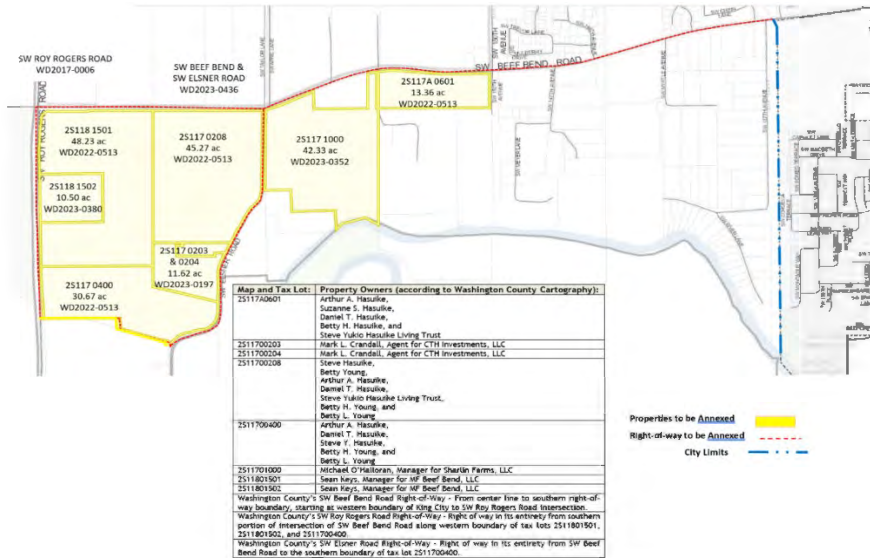 SW ROY ROGERS ROAD
WD2017-0006
SW BEEF BEND &
SW ELSNER ROAD
WD2023-0436
SW BEEF BEND ROAD
2S117A 0601
13.36 ac
WD2022-0513
2S118 1501
48.23 ac
WD2022-0513
2S117 0208
45.27 ac
WD2022-0513
2S117 1000
42.33 ac
WD2023-0352
2S118 1502
10.50 ac
WD2023-0380
2S117 0203
& 0204
11.62 ac
WD2023-0197
2S117 0400
30.67 ac
WD2022-0513
SW ELSNER ROAD
Map and Tax Lot: Property Owners (according to Washington County Cartography):
2S117A0601 Arthur A. Hasuike,
Suzanne S. Hasuike,
Daniel T. Hasuike,
Betty H. Hasuike, and
Steve Yukio Hasuike Living Trust
2S11700203 Mark L. Crandall, Agent for CTH Investments, LLC
2S11700204 Mark L. Crandall, Agent for CTH Investments, LLC
2S11700208 Steve Hasuike,
Betty Young,
Arthur A. Hasuike,
Daniel T. Hasuike,
Steve Yukio Hasuike Living Trust,
Betty H. Young, and
Betty L. Young
2S11700400 Arthur A. Hasuike,
Daniel T. Hasuike,
Steve Y. Hasuike,
Betty H. Young, and
Betty L. Young
2S11701000 Michael O'Halloran, Manager for Sharlin Farms, LLC
2S11801501 Sean Keys, Manager for MF Beef Bend, LLC
2S11801502 Sean Keys, Manager for MF Beef Bend, LLC
Washington County's SW Beef Bend Road Right-of-Way - From center line to southern right-of-
way boundary, starting at western boundary of King City to SW Roy Rogers Road intersection.
Washington County's SW Roy Rogers Road Right-of-Way - Right of way in its entirety from southern
portion of intersection of SW Beef Bend Road along western boundary of tax lots 2S11801501,
2S11801502, and 2S11700400.
Washington County's SW Elsner Road Right-of-Way - Right of way in its entirety from SW Beef
Bend Road to the southern boundary of tax lot 2S11700400.
Properties to be Annexed
Right-of-way to be Annexed
City Limits